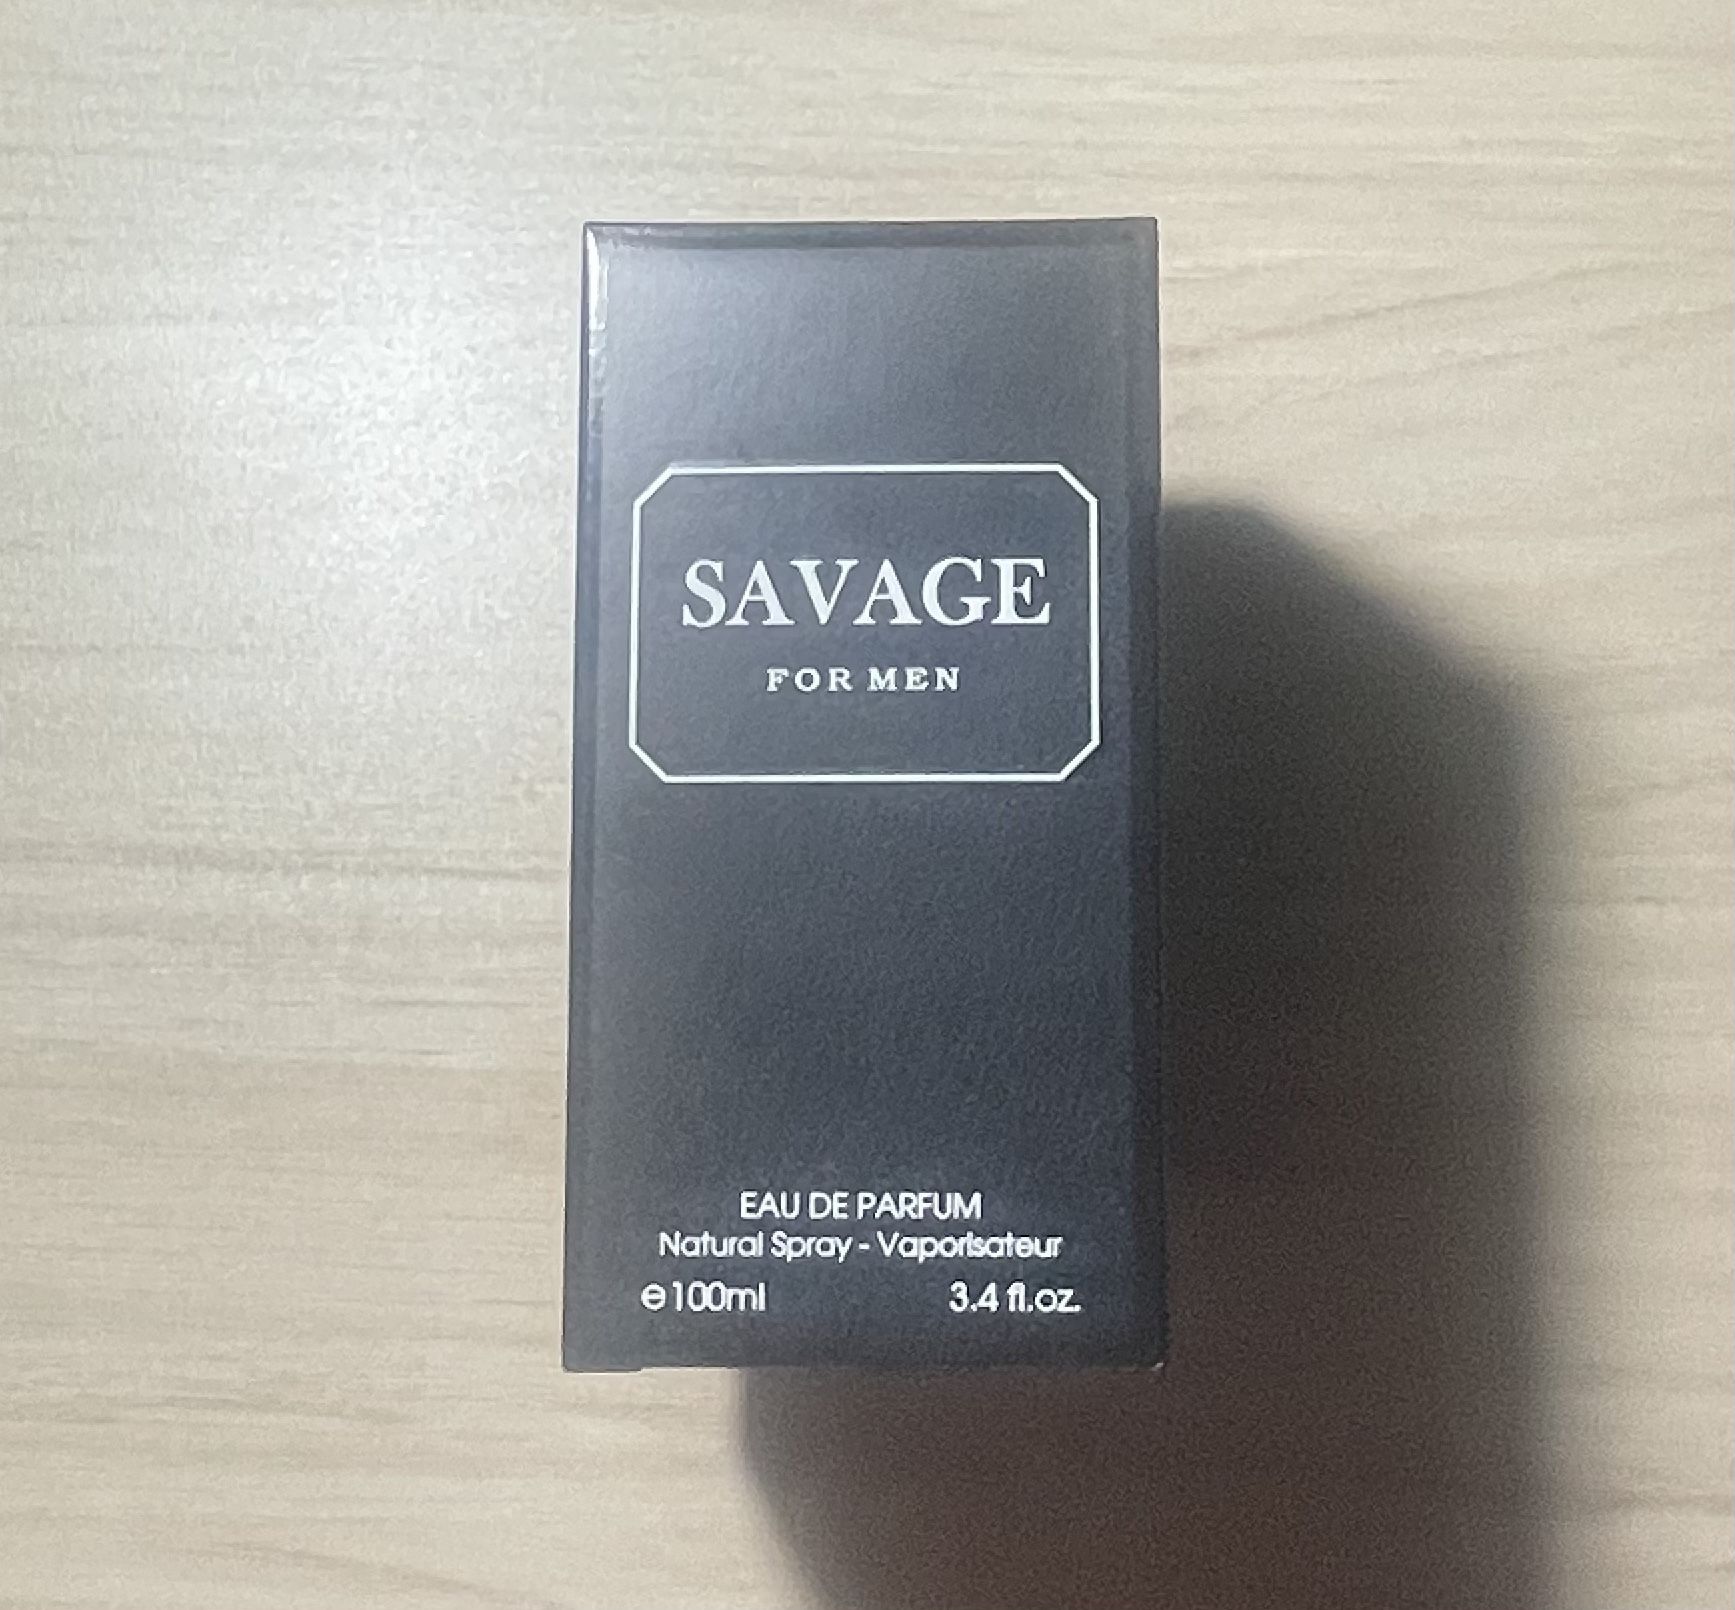 SAVAGE
FOR MEN
EAU DE PARFUM
Natural Spray - Vaporisateur
℮100ml 3.4 fl.oz.